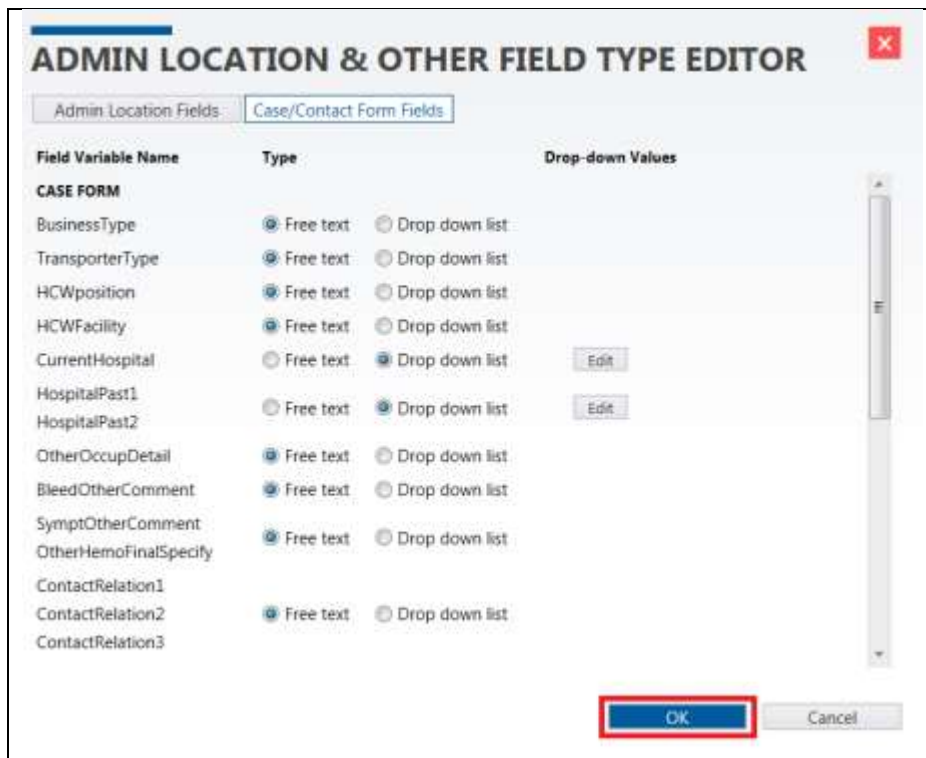 ADMIN LOCATION & OTHER FIELD TYPE EDITOR
Admin Location Fields Case/Contact Form Fields
Field Variable Name Type Drop-down Values
CASE FORM
BusinessType Free text Drop down list
TransporterType Free text Drop down list
HCWposition Free text Drop down list
HCWFacility Free text Drop down list
CurrentHospital Free text Drop down list Edit
HospitalPast1
HospitalPast2
Free text Drop down list Edit
OtherOccupDetail Free text Drop down list
BleedOtherComment Free text Drop down list
SymptOtherComment
OtherHemoFinalSpecify
Free text Drop down list
ContactRelation1
ContactRelation2 Free text Drop down list
ContactRelation3
OK Cancel